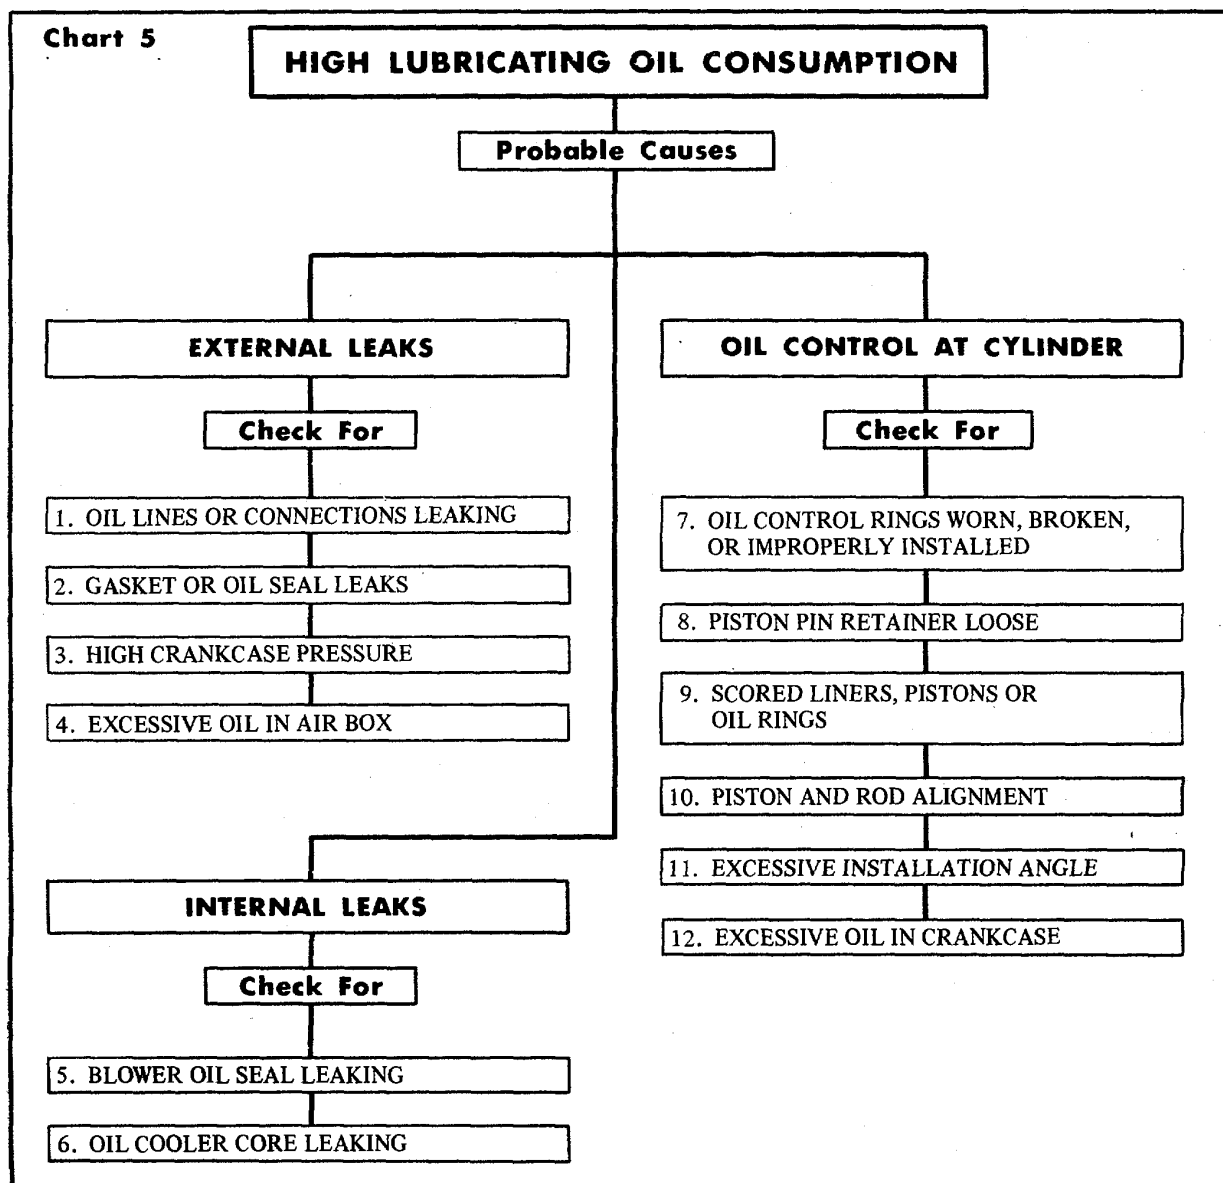 Chart 5
HIGH LUBRICATING OIL CONSUMPTION
Probable Causes
EXTERNAL LEAKS
Check For
1. OIL LINES OR CONNECTIONS LEAKING
2. GASKET OR OIL SEAL LEAKS
3. HIGH CRANKCASE PRESSURE
4. EXCESSIVE OIL IN AIR BOX
INTERNAL LEAKS
Check For
5. BLOWER OIL SEAL LEAKING
6. OIL COOLER CORE LEAKING
OIL CONTROL AT CYLINDER
Check For
7. OIL CONTROL RINGS WORN, BROKEN,
OR IMPROPERLY INSTALLED
8. PISTON PIN RETAINER LOOSE
9. SCORED LINERS, PISTONS OR
OIL RINGS
10. PISTON AND ROD ALIGNMENT
11. EXCESSIVE INSTALLATION ANGLE
12. EXCESSIVE OIL IN CRANKCASE